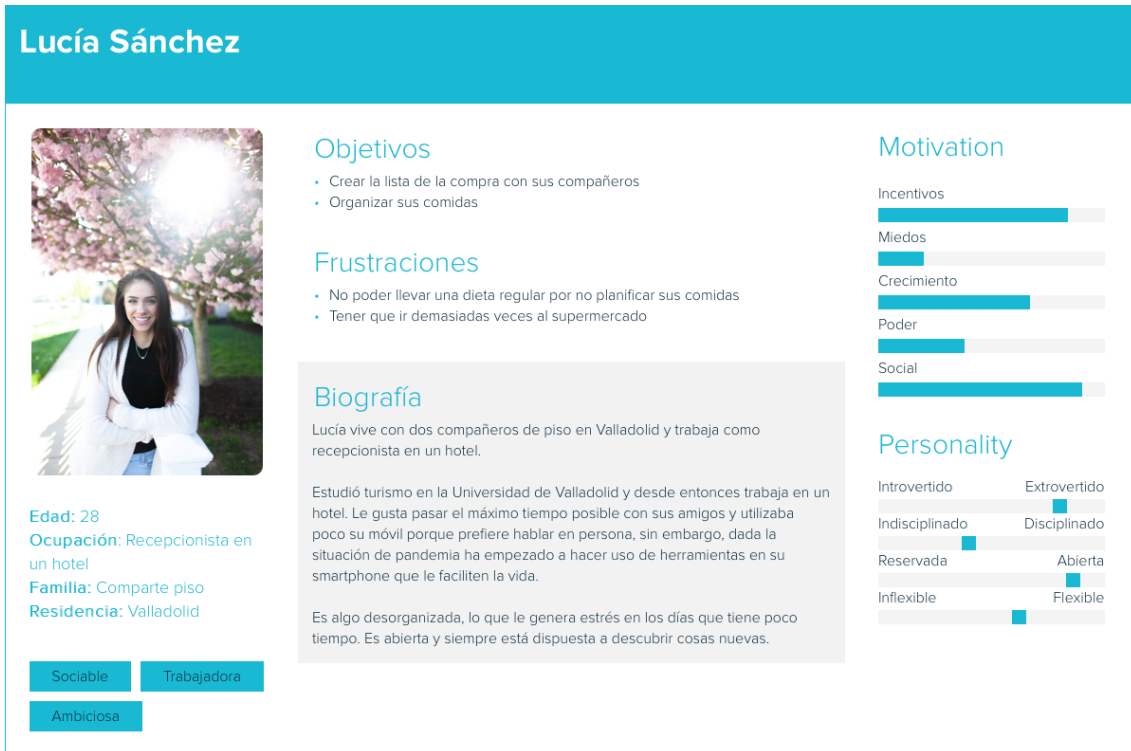 Lucía Sánchez
Edad: 28
Ocupación: Recepcionista en
un hotel
Familia: Comparte piso
Residencia: Valladolid
Sociable
Trabajadora
Ambiciosa
Objetivos
• Crear la lista de la compra con sus compañeros
• Organizar sus comidas
Frustraciones
• No poder llevar una dieta regular por no planificar sus comidas
• Tener que ir demasiadas veces al supermercado
Biografía
Lucía vive con dos compañeros de piso en Valladolid y trabaja como
recepcionista en un hotel.
Estudió turismo en la Universidad de Valladolid y desde entonces trabaja en un
hotel. Le gusta pasar el máximo tiempo posible con sus amigos y utilizaba
poco su móvil porque prefiere hablar en persona, sin embargo, dada la
situación de pandemia ha empezado a hacer uso de herramientas en su
smartphone que le faciliten la vida.
Es algo desorganizada, lo que le genera estrés en los días que tiene poco
tiempo. Es abierta y siempre está dispuesta a descubrir cosas nuevas.
Motivation
Incentivos
Miedos
Crecimiento
Poder
Social
Personality
Introvertido Extrovertido
Indisciplinado Disciplinado
Reservada Abierta
Inflexible Flexible